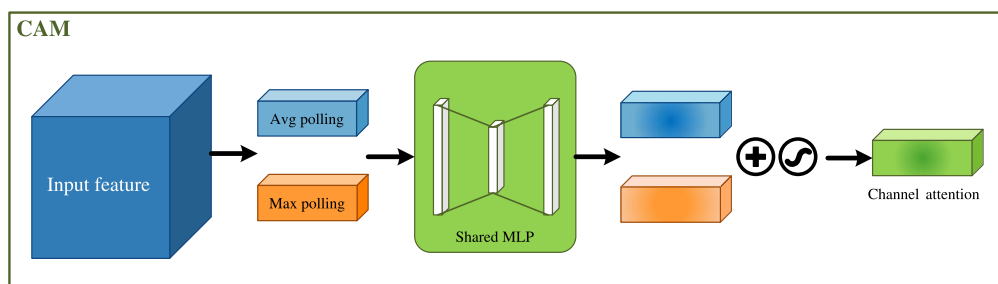 CAM
Input feature
Avg polling
Max polling
Shared MLP
Channel attention